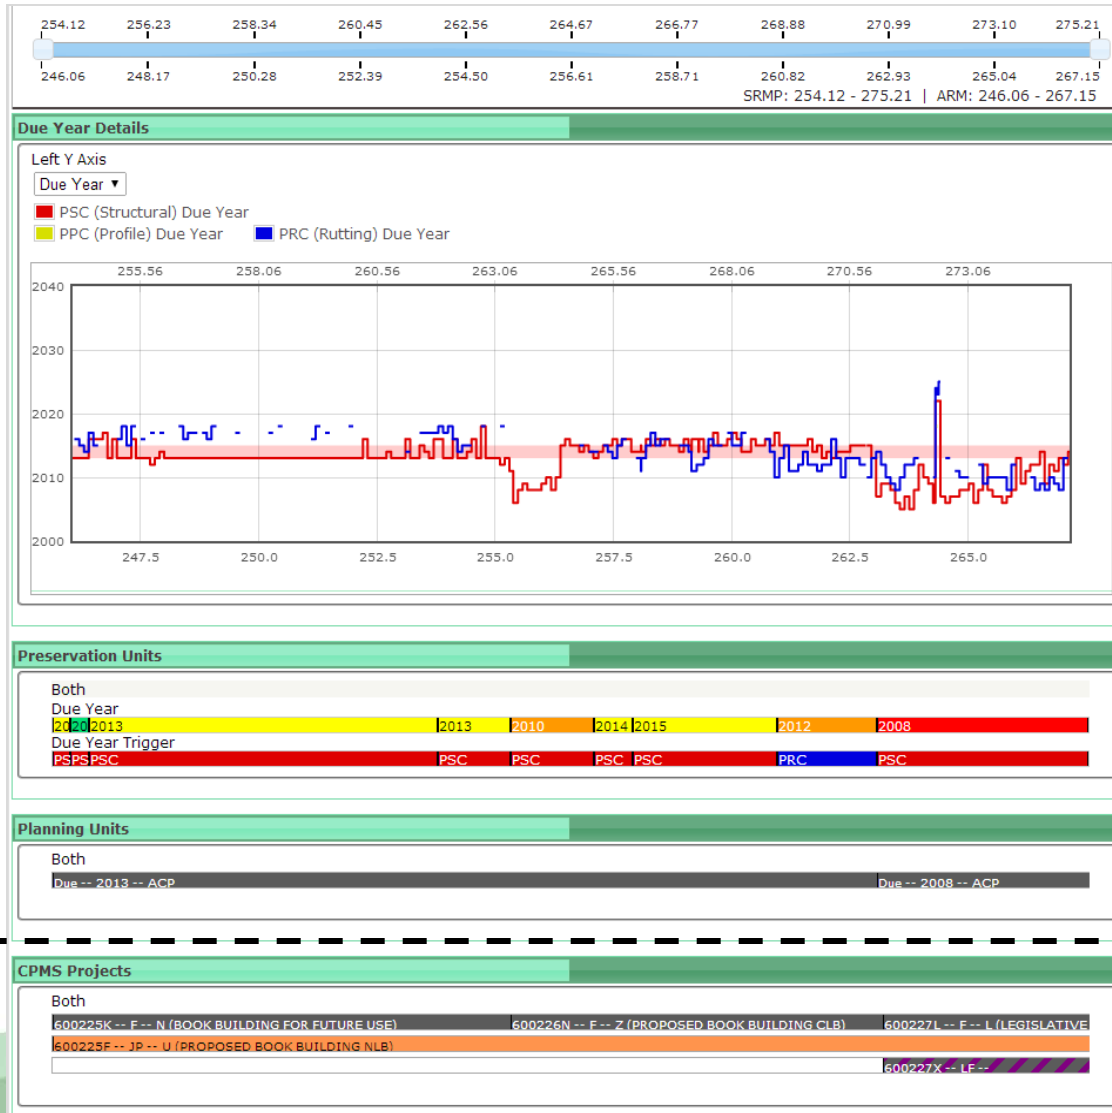 254.12 256.23 258.34 260.45 262.56 264.67 266.77 268.88 270.99 273.10 275.21
246.06 248.17 250.28 252.39 254.50 256.61 258.71 260.82 262.93 265.04 267.15
SRMP: 254.12 - 275.21 | ARM: 246.06 - 267.15
Due Year Details
Left Y Axis
Due Year ▼
PSC (Structural) Due Year
PPC (Profile) Due Year PRC (Rutting) Due Year
255.56 258.06 260.56 263.06 265.56 268.06 270.56 273.06
2040
2030
2020
2010
2000
247.5 250.0 252.5 255.0 257.5 260.0 262.5 265.0
Preservation Units
Both
Due Year
20 20 2013 2013 2010 2014 2015 2012 2008
Due Year Trigger
PS PS PSC PSC PSC PSC PSC PRC PSC
Planning Units
Both
Due -- 2013 -- ACP Due -- 2008 -- ACP
CPMS Projects
Both
600225K -- F -- N (BOOK BUILDING FOR FUTURE USE) 600226N -- F -- Z (PROPOSED BOOK BUILDING CLB) 600227L -- F -- L (LEGISLATIVE
600225F -- JP -- U (PROPOSED BOOK BUILDING NLB)
600227X -- LF --